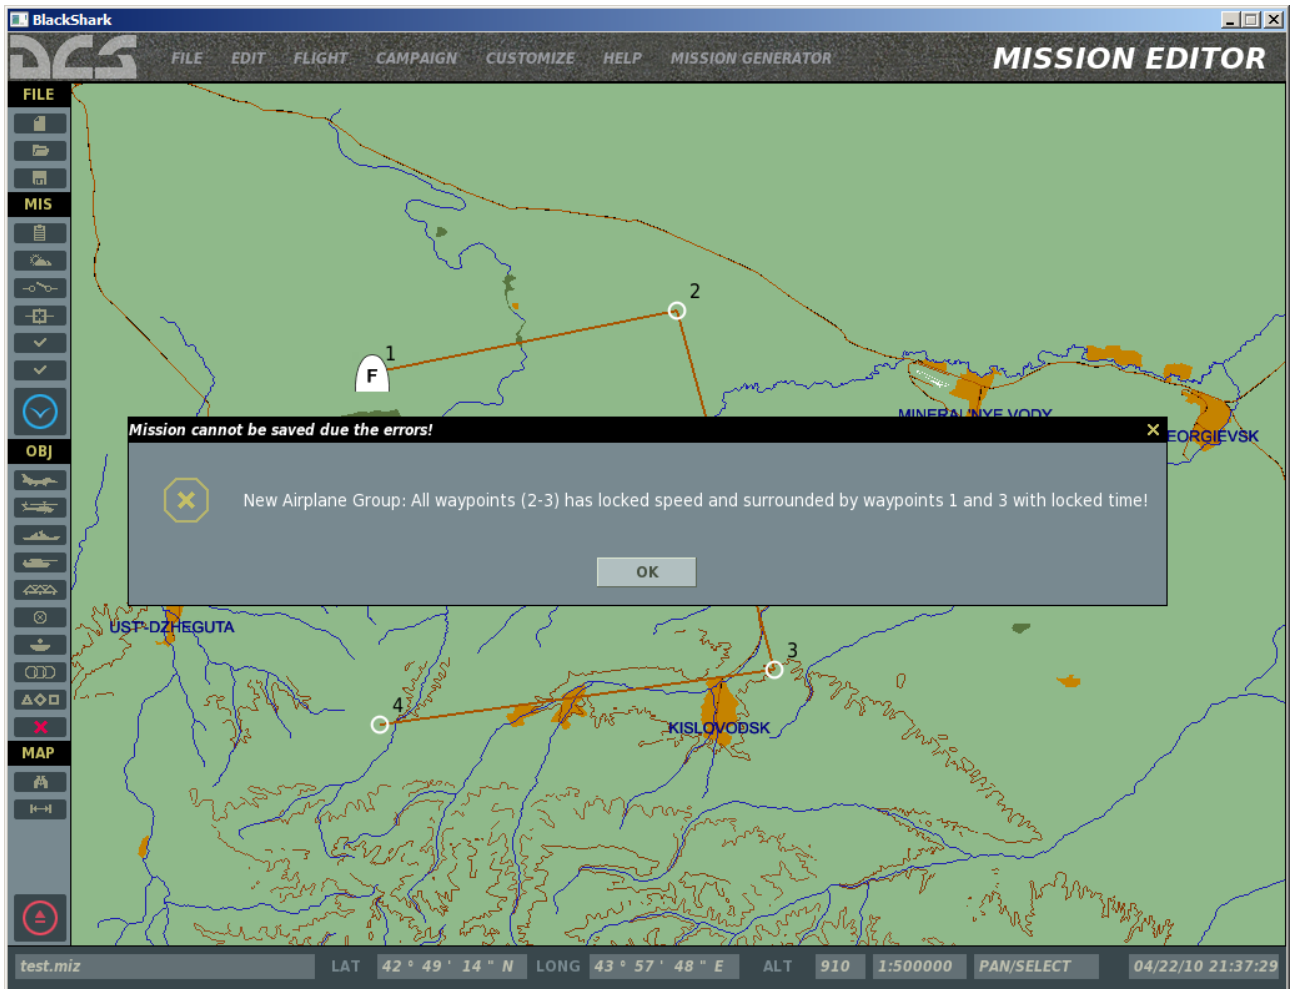 BlackShark
DCS
FILE EDIT FLIGHT CAMPAIGN CUSTOMIZE HELP MISSION GENERATOR MISSION EDITOR
FILE
MIS
2
1
F
MINERAL'NYE VODY
EORGIEVSK
OBJ
Mission cannot be saved due the errors!
New Airplane Group: All waypoints (2-3) has locked speed and surrounded by waypoints 1 and 3 with locked time!
OK
UST'-DZHEGUTA
3
4
KISLOVODSK
MAP
test.miz LAT 42 ° 49 ' 14 " N LONG 43 ° 57 ' 48 " E ALT 910 1:500000 PAN/SELECT 04/22/10 21:37:29